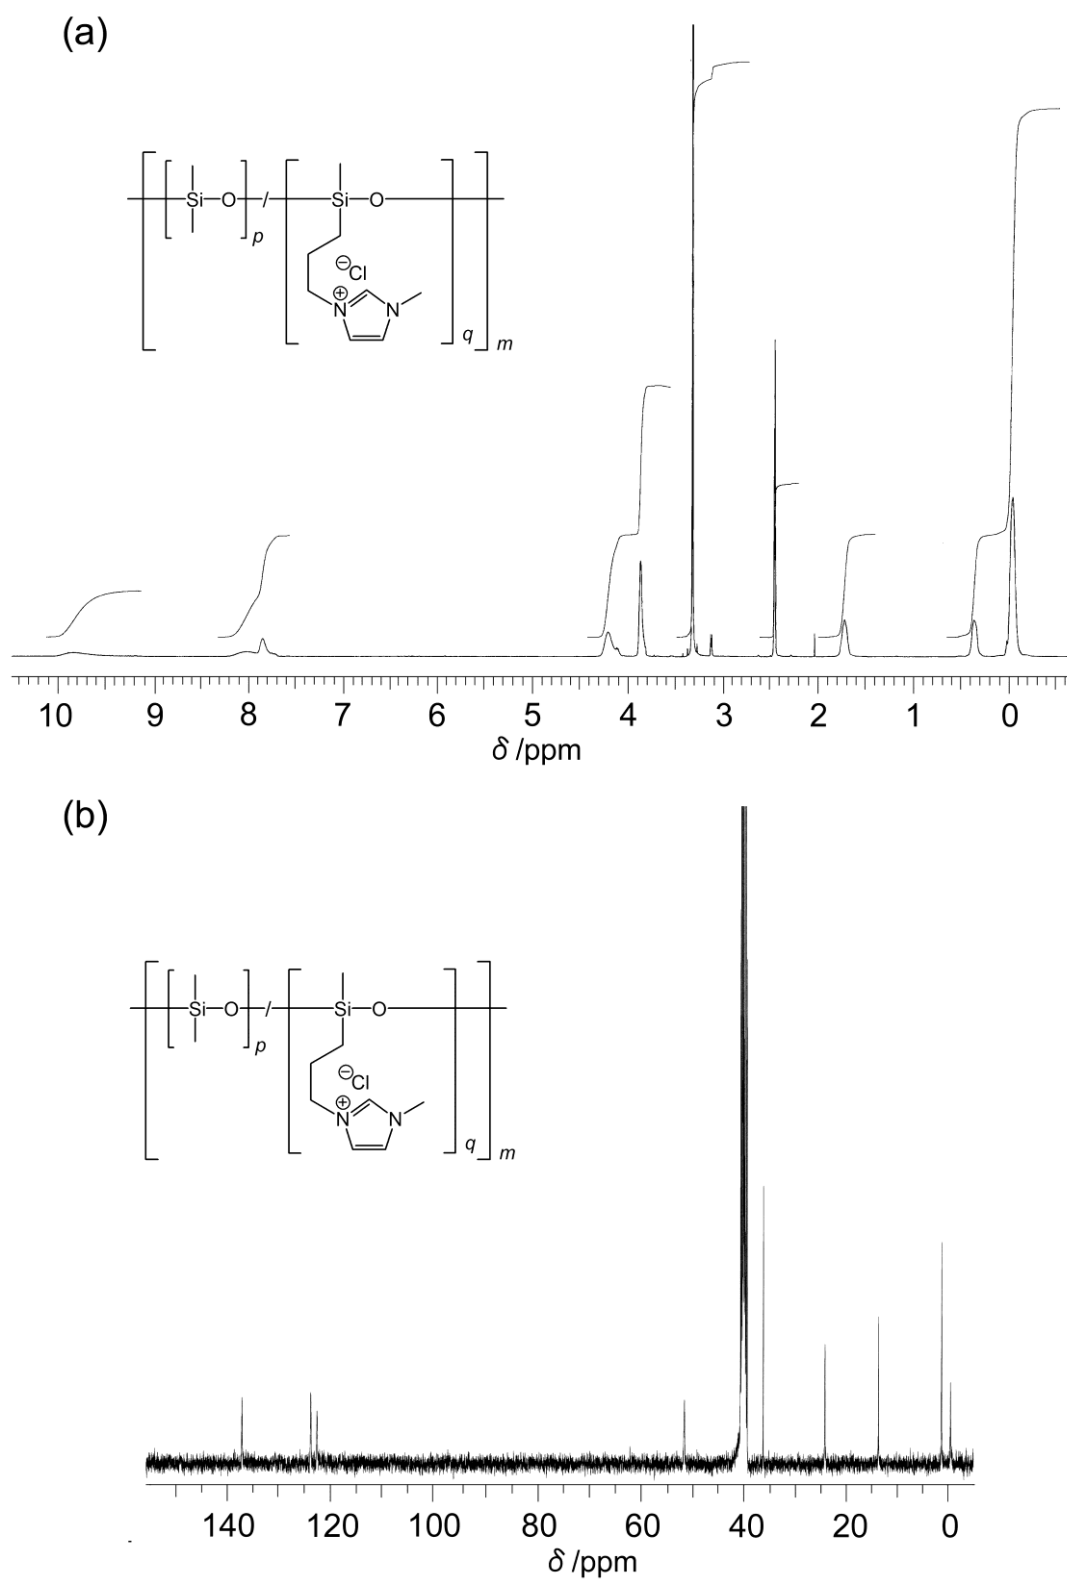 (a)
Si O / Si O
p
⊖Cl
⊕
N N
q
m
10 9 8 7 6 5 4 3 2 1 0
δ /ppm
(b)
Si O / Si O
p
⊖Cl
⊕
N N
q
m
140 120 100 80 60 40 20 0
δ /ppm